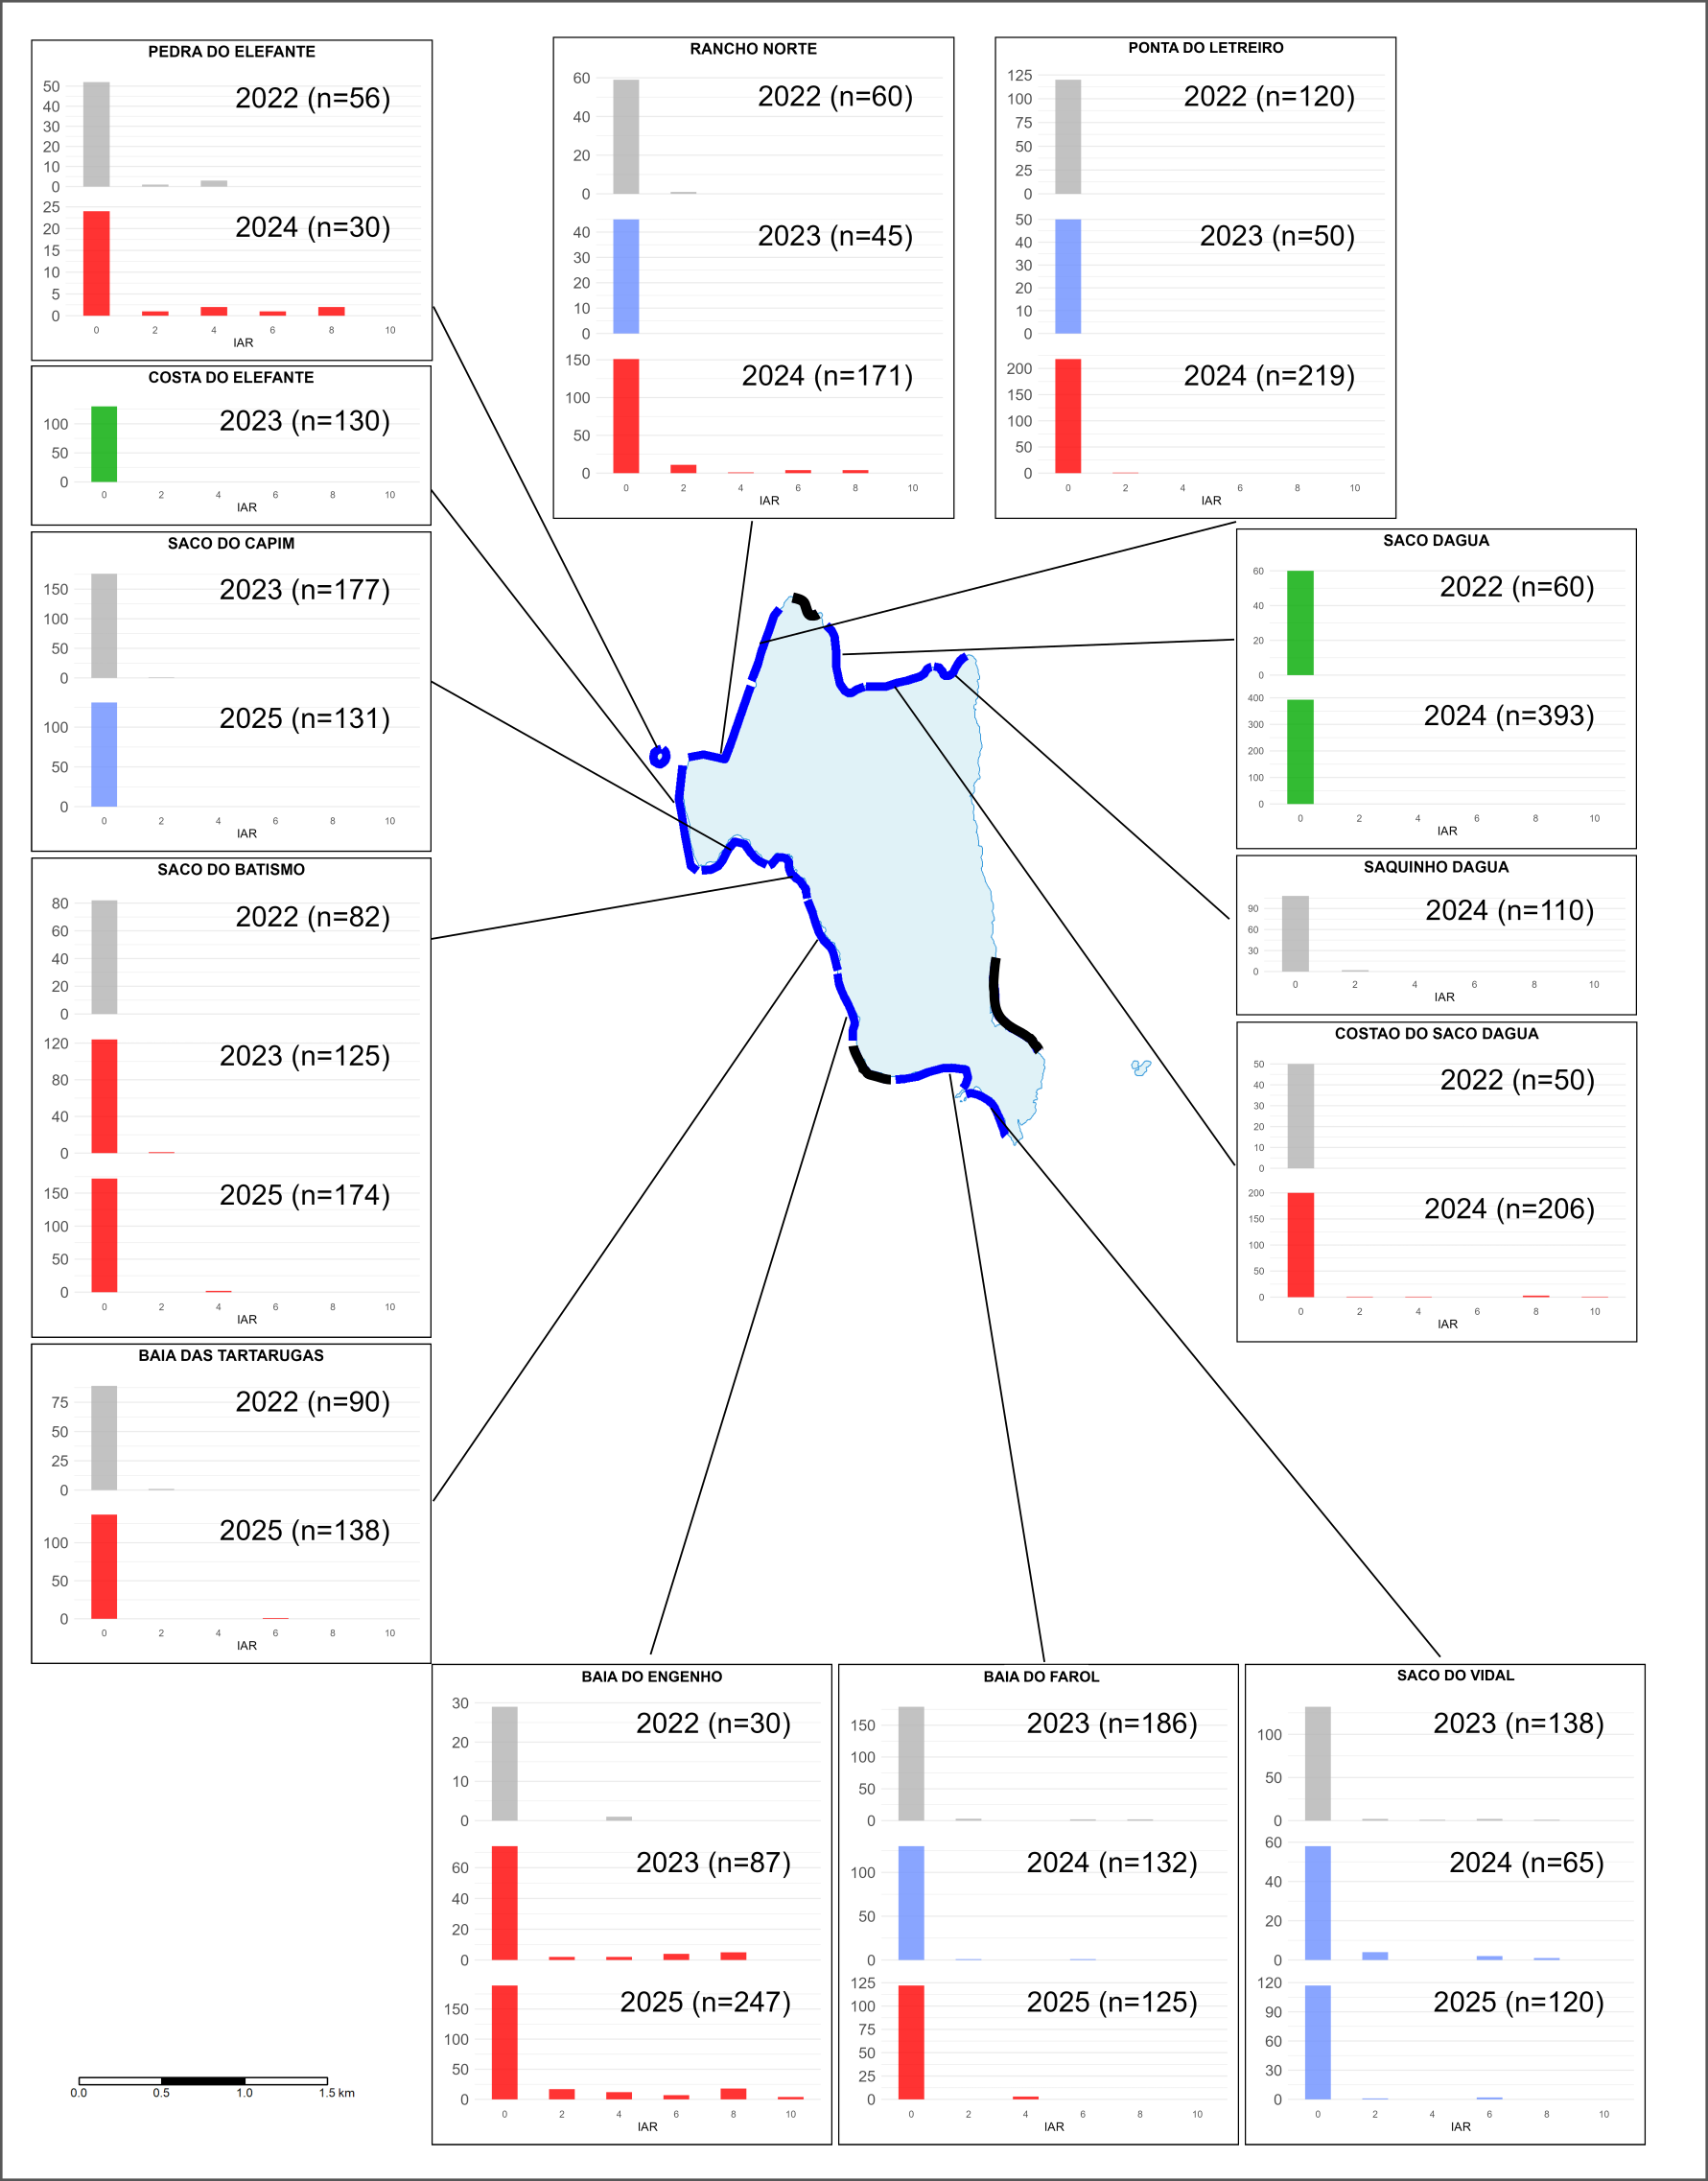 PEDRA DO ELEFANTE
2022 (n=56)
50
40
30
20
10
0
2024 (n=30)
25
20
15
10
5
0
0 2 4 6 8 10
IAR
RANCHO NORTE
2022 (n=60)
60
40
20
0
2023 (n=45)
40
30
20
10
0
2024 (n=171)
150
100
50
0
0 2 4 6 8 10
IAR
PONTA DO LETREIRO
2022 (n=120)
125
100
75
50
25
0
2023 (n=50)
50
40
30
20
10
0
2024 (n=219)
200
150
100
50
0
0 2 4 6 8 10
IAR
COSTA DO ELEFANTE
2023 (n=130)
100
50
0
0 2 4 6 8 10
IAR
SACO DO CAPIM
2023 (n=177)
150
100
50
0
2025 (n=131)
100
50
0
0 2 4 6 8 10
IAR
SACO DAGUA
2022 (n=60)
60
40
20
0
2024 (n=393)
400
300
200
100
0
0 2 4 6 8 10
IAR
SACO DO BATISMO
2022 (n=82)
80
60
40
20
0
2023 (n=125)
120
80
40
0
2025 (n=174)
150
100
50
0
0 2 4 6 8 10
IAR
SAQUINHO DAGUA
2024 (n=110)
90
60
30
0
0 2 4 6 8 10
IAR
COSTAO DO SACO DAGUA
2022 (n=50)
50
40
30
20
10
0
2024 (n=206)
200
150
100
50
0
0 2 4 6 8 10
IAR
BAIA DAS TARTARUGAS
2022 (n=90)
75
50
25
0
2025 (n=138)
100
50
0
0 2 4 6 8 10
IAR
BAIA DO ENGENHO
2022 (n=30)
30
20
10
0
2023 (n=87)
60
40
20
0
2025 (n=247)
150
100
50
0
0 2 4 6 8 10
IAR
BAIA DO FAROL
2023 (n=186)
150
100
50
0
2024 (n=132)
100
50
0
2025 (n=125)
125
100
75
50
25
0
0 2 4 6 8 10
IAR
SACO DO VIDAL
2023 (n=138)
100
50
0
2024 (n=65)
60
40
20
0
2025 (n=120)
120
90
60
30
0
0 2 4 6 8 10
IAR
0.0 0.5 1.0 1.5 km